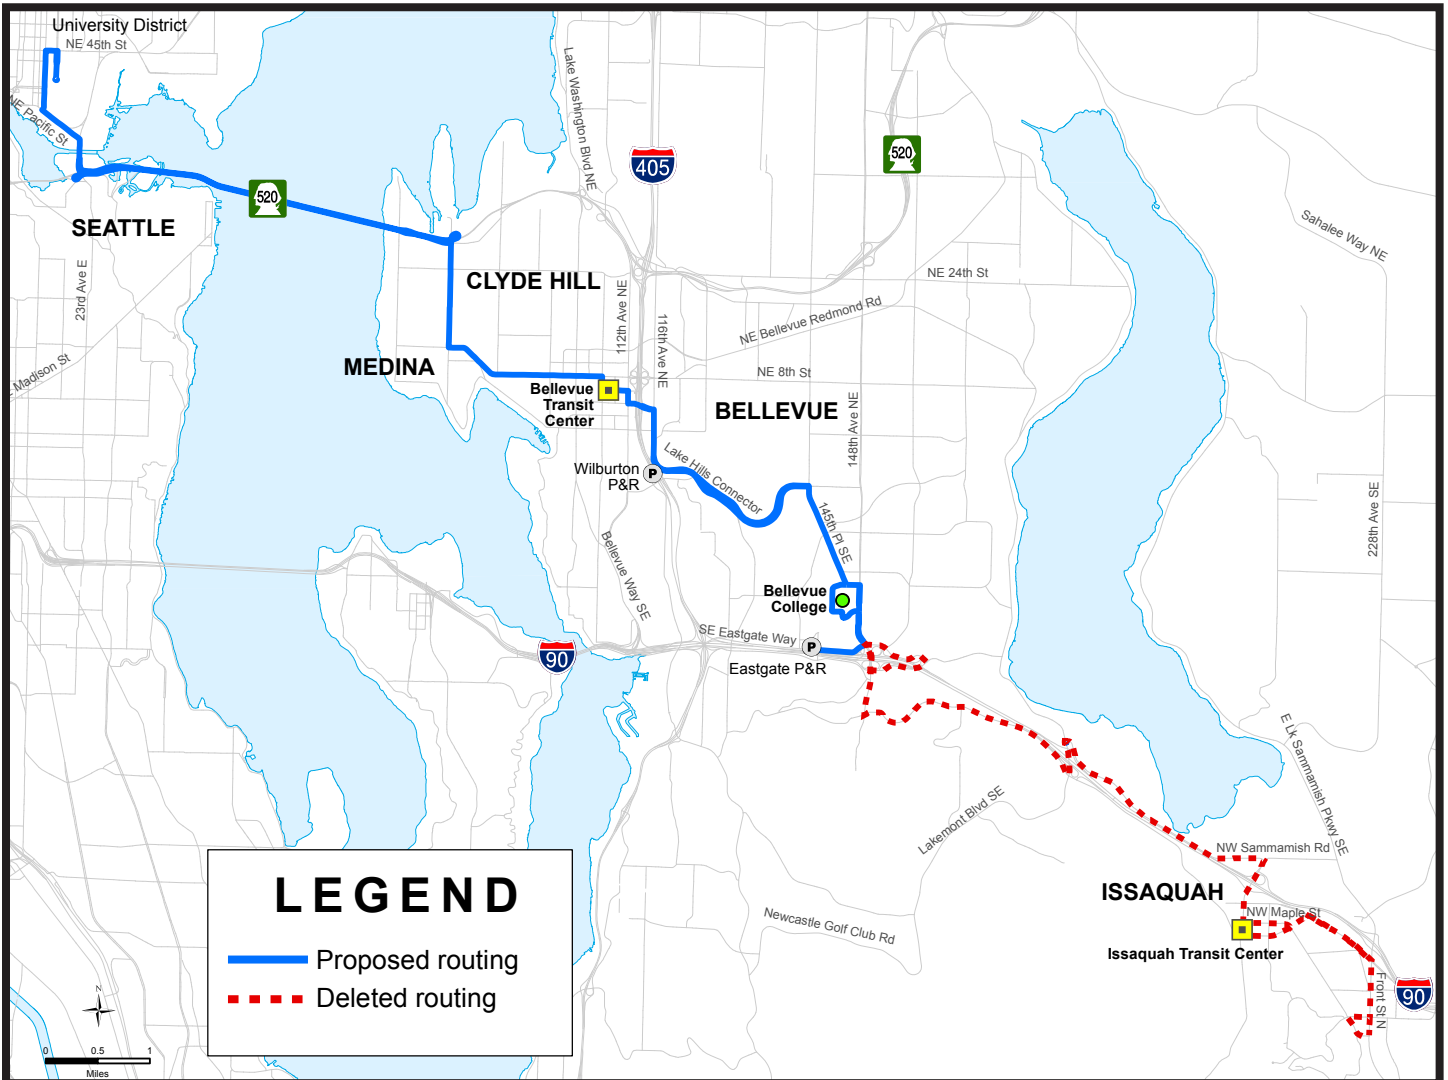 University District
NE 45th St
NE Pacific St
520
SEATTLE
23rd Ave E
E Madison St
Lake Washington Blvd NE
405
520
Sahalee Way NE
CLYDE HILL
NE 24th St
112th Ave NE
116th Ave NE
NE Bellevue Redmond Rd
MEDINA
NE 8th St
Bellevue
Transit
Center
BELLEVUE
148th Ave NE
Wilburton
P&R
P
Lake Hills Connector
145th Pl SE
228th Ave SE
Bellevue Way SE
Bellevue
College
SE Eastgate Way
P
Eastgate P&R
90
E Lk Sammamish Pkwy SE
Lakemont Blvd SE
NW Sammamish Rd
ISSAQUAH
NW Maple St
Newcastle Golf Club Rd
Issaquah Transit Center
Front St N
90
LEGEND
Proposed routing
Deleted routing
N
0 0.5 1
Miles